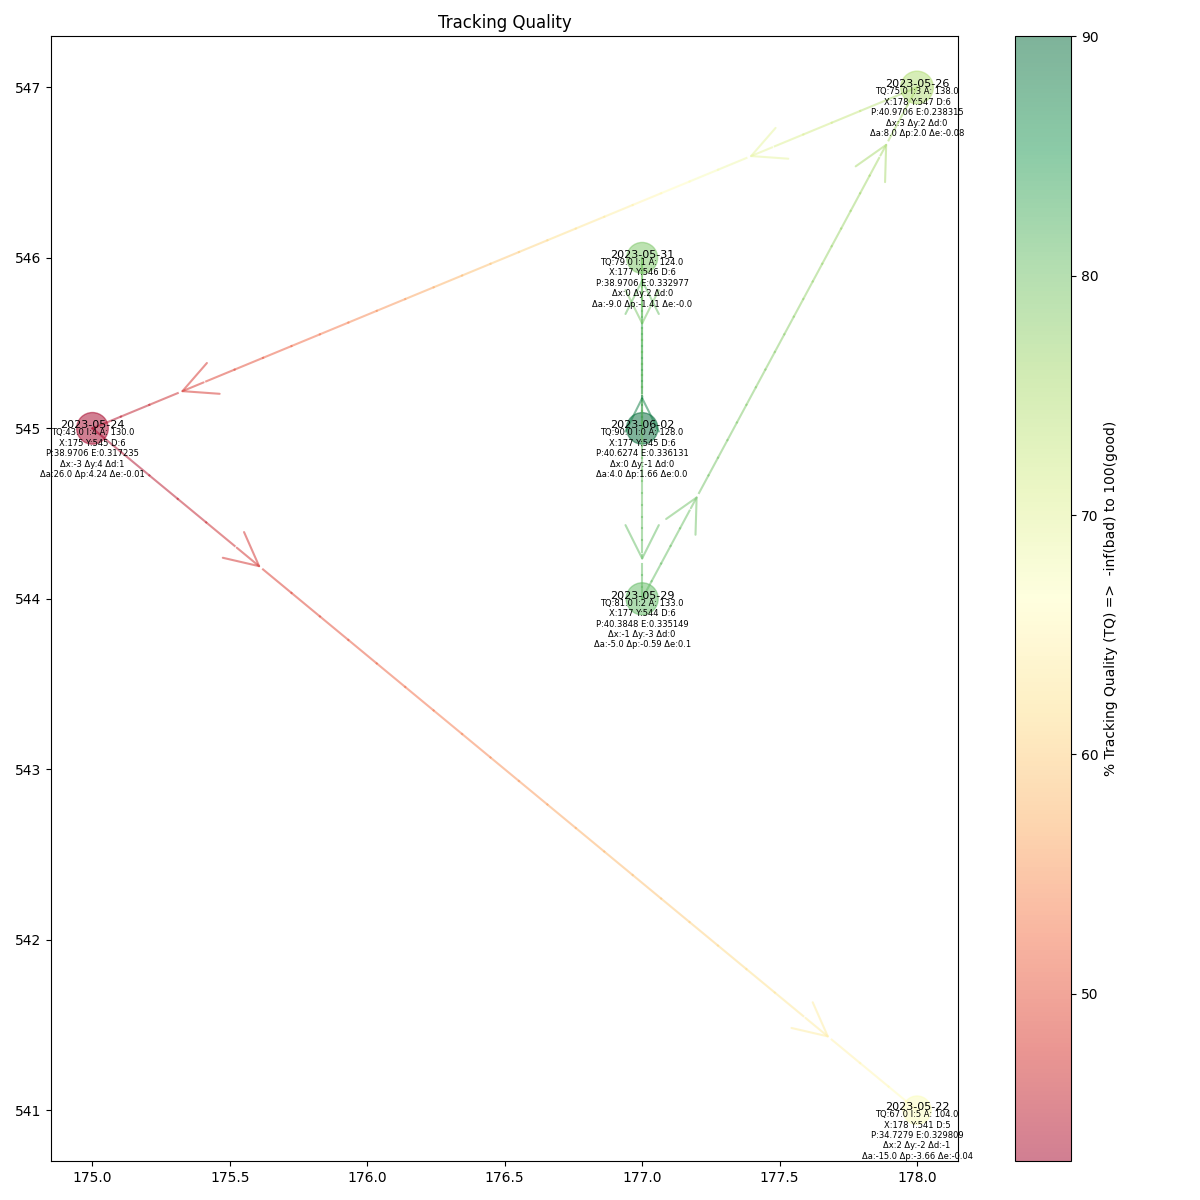 Tracking Quality
547
546
545
544
543
542
541
175.0
175.5
176.0
176.5
177.0
177.5
178.0
2023-05-26
TQ:75.0 I:3 A: 138.0
X:178 Y:547 D:6
P:40.9706 E:0.238315
Δx:3 Δy:2 Δd:0
Δa:8.0 Δp:2.0 Δe:-0.08
2023-05-31
TQ:79.0 I:1 A: 124.0
X:177 Y:546 D:6
P:38.9706 E:0.332977
Δx:0 Δy:2 Δd:0
Δa:-9.0 Δp:-1.41 Δe:-0.0
2023-05-24
TQ:43.0 I:4 A: 130.0
X:175 Y:545 D:6
P:38.9706 E:0.317235
Δx:-3 Δy:4 Δd:1
Δa:26.0 Δp:4.24 Δe:-0.01
2023-06-02
TQ:90.0 I:0 A: 128.0
X:177 Y:545 D:6
P:40.6274 E:0.336131
Δx:0 Δy:-1 Δd:0
Δa:4.0 Δp:1.66 Δe:0.0
2023-05-29
TQ:81.0 I:2 A: 133.0
X:177 Y:544 D:6
P:40.3848 E:0.335149
Δx:-1 Δy:-3 Δd:0
Δa:-5.0 Δp:-0.59 Δe:0.1
2023-05-22
TQ:67.0 I:5 A: 104.0
X:178 Y:541 D:5
P:34.7279 E:0.329809
Δx:2 Δy:-2 Δd:-1
Δa:-15.0 Δp:-3.66 Δe:-0.04
90
80
70
60
50
% Tracking Quality (TQ) => -inf(bad) to 100(good)